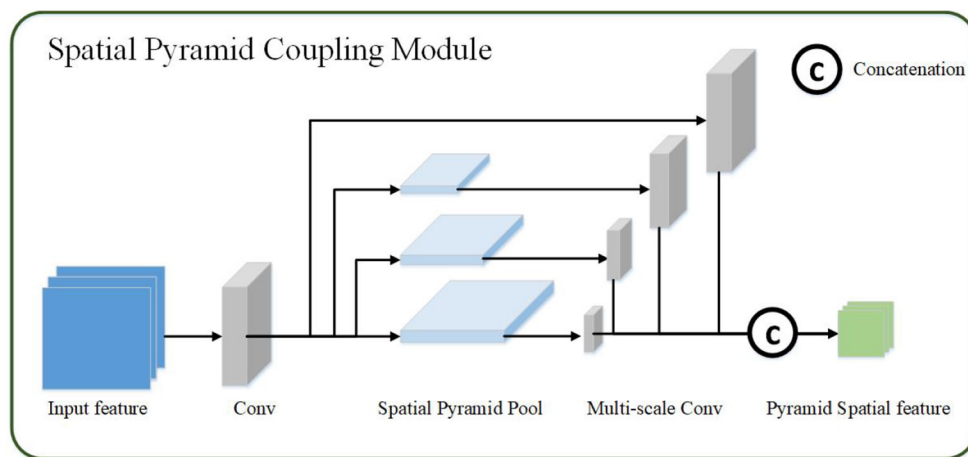 Spatial Pyramid Coupling Module
C
Concatenation
C
Input feature
Conv
Spatial Pyramid Pool
Multi-scale Conv
Pyramid Spatial feature